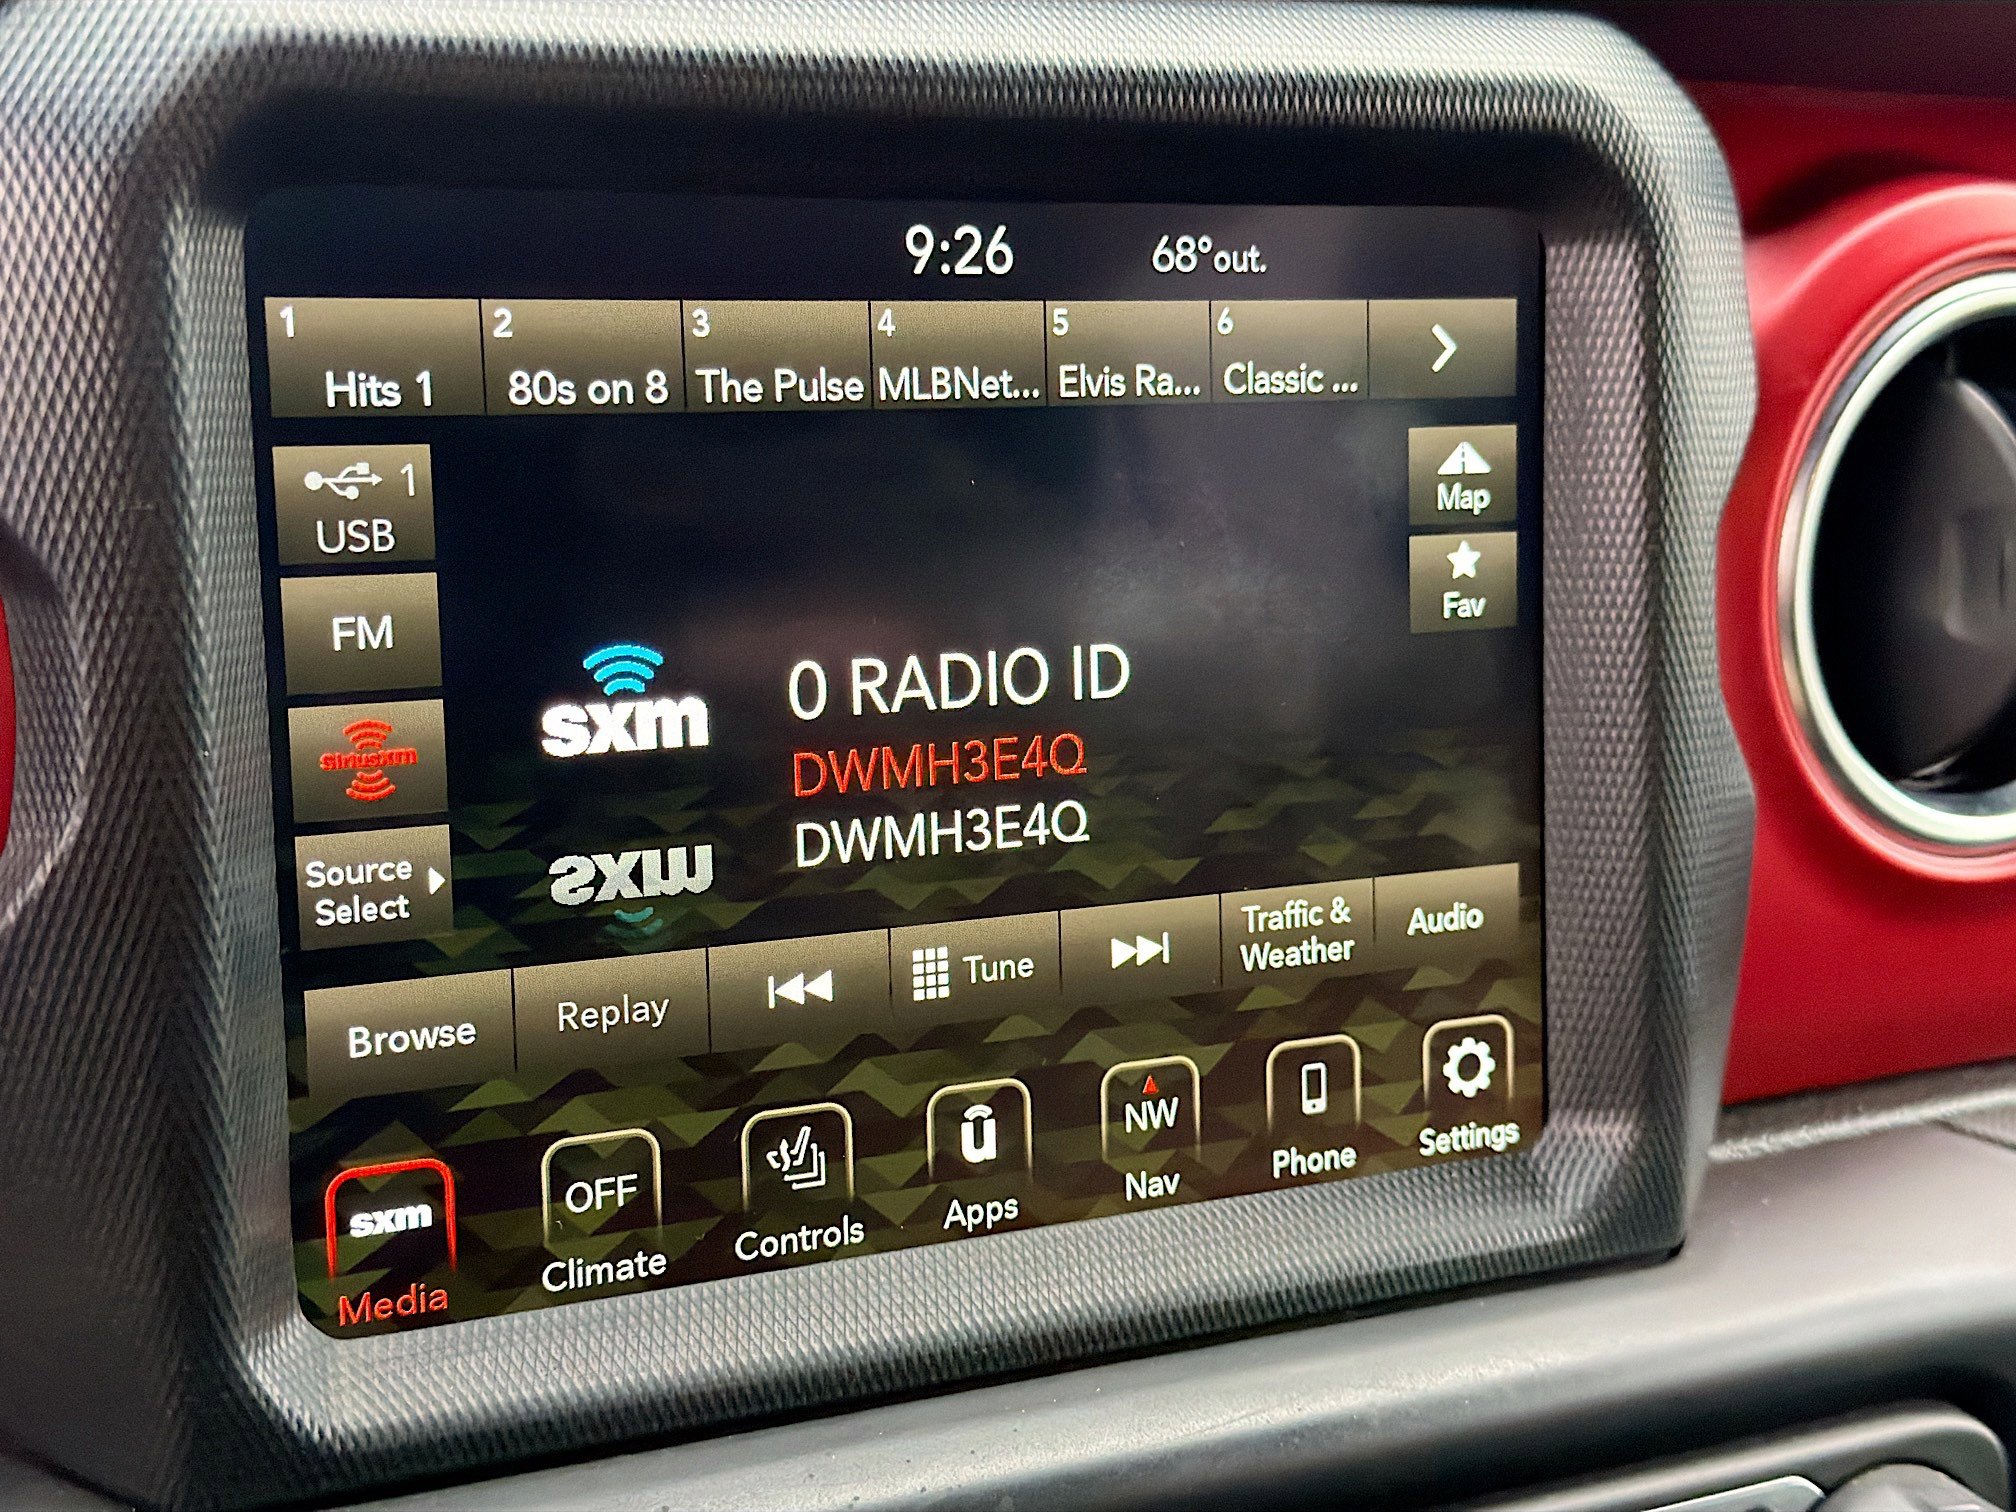 9:26 68°out.
1 2 3 4 5 6
Hits 1 80s on 8 The Pulse MLBNet... Elvis Ra... Classic ...
1
USB
Map
Fav
FM
sxm
0 RADIO ID
siriusxm
DWMH3E4Q
DWMH3E4Q
Source
Select
sxm
Browse Replay Tune Traffic &
Weather Audio
sxm OFF u NW
Media Climate Controls Apps Nav Phone Settings